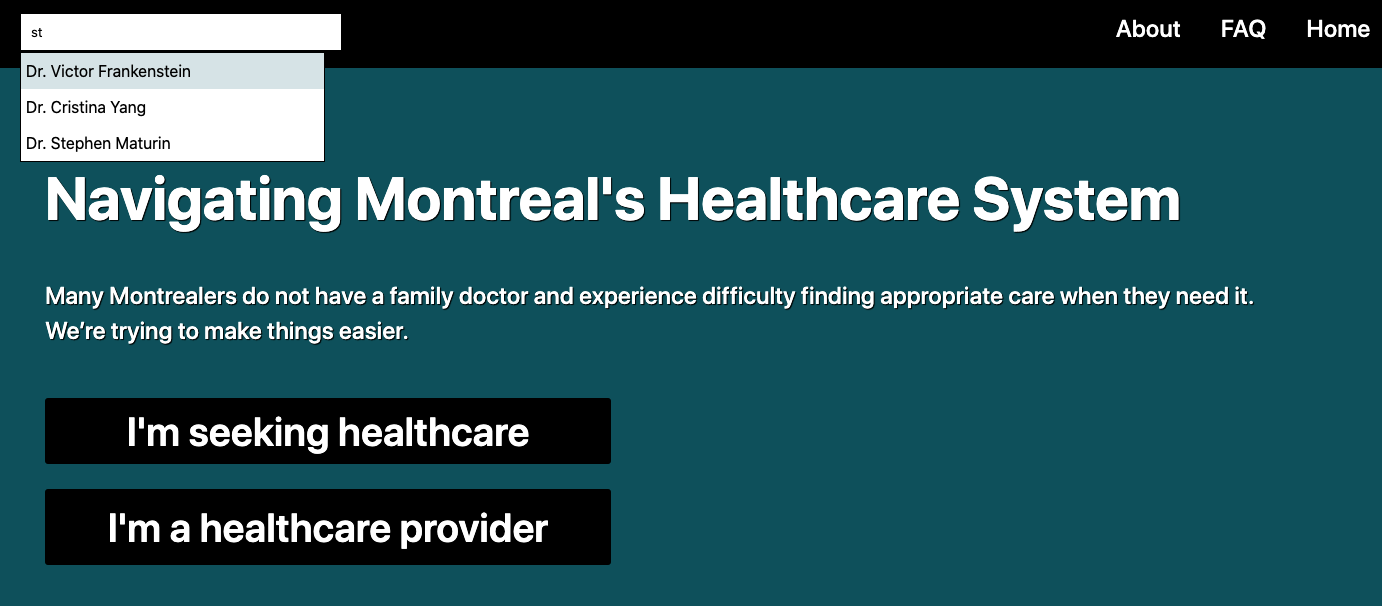 st
About
FAQ
Home
Dr. Victor Frankenstein
Dr. Cristina Yang
Dr. Stephen Maturin
Navigating Montreal's Healthcare System
Many Montrealers do not have a family doctor and experience difficulty finding appropriate care when they need it.
We’re trying to make things easier.
I'm seeking healthcare
I'm a healthcare provider